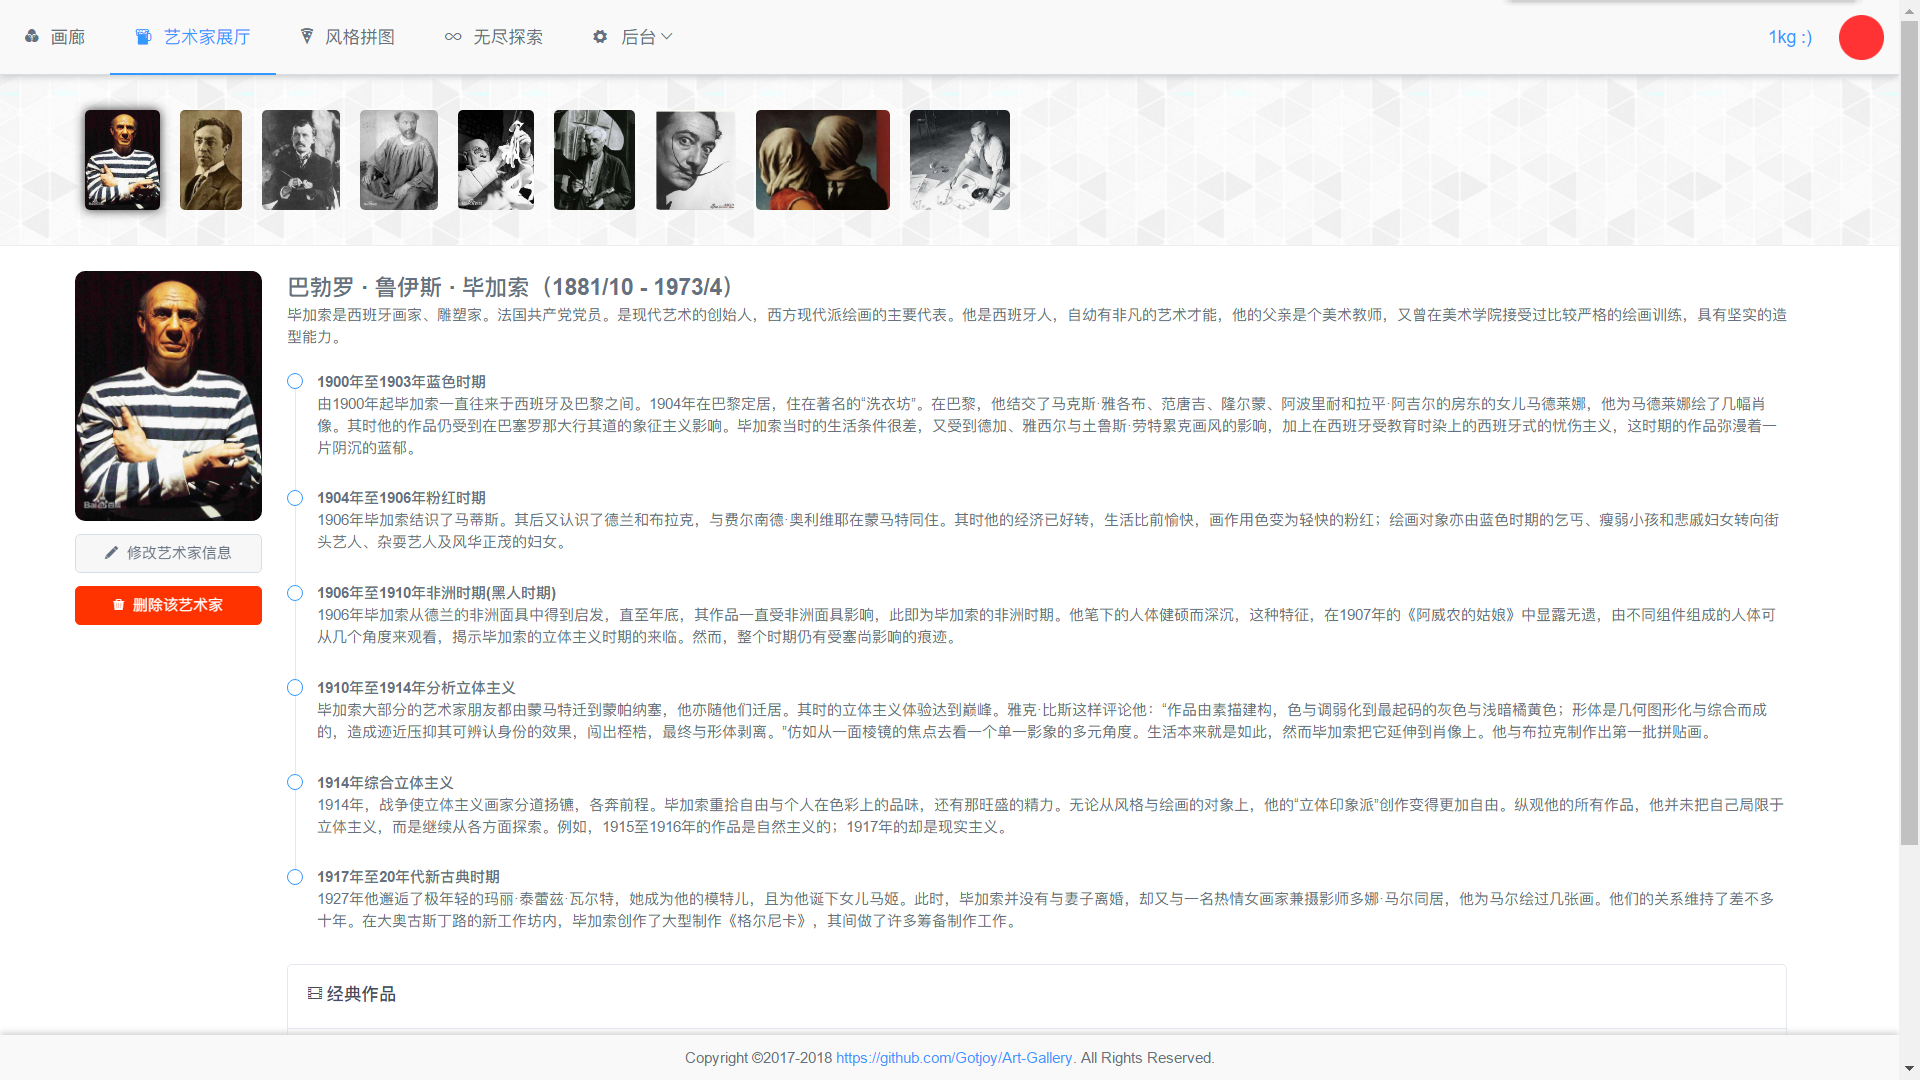 画廊 艺术家展厅 风格拼图 无尽探索 后台 1kg :)
巴勃罗 · 鲁伊斯 · 毕加索（1881/10 - 1973/4）
毕加索是西班牙画家、雕塑家。法国共产党党员。是现代艺术的创始人，西方现代派绘画的主要代表。他是西班牙人，自幼有非凡的艺术才能，他的父亲是个美术教师，又曾在美术学院接受过比较严格的绘画训练，具有坚实的造
型能力。
修改艺术家信息
删除该艺术家
1900年至1903年蓝色时期
由1900年起毕加索一直往来于西班牙及巴黎之间。1904年在巴黎定居，住在著名的“洗衣坊”。在巴黎，他结交了马克斯·雅各布、范唐吉、隆尔蒙、阿波里耐和拉平·阿吉尔的房东的女儿马德莱娜，他为马德莱娜绘了几幅肖
像。其时他的作品仍受到在巴塞罗那大行其道的象征主义影响。毕加索当时的生活条件很差，又受到德加、雅西尔与土鲁斯·劳特累克画风的影响，加上在西班牙受教育时染上的西班牙式的忧伤主义，这时期的作品弥漫着一
片阴沉的蓝郁。
1904年至1906年粉红时期
1906年毕加索结识了马蒂斯。其后又认识了德兰和布拉克，与费尔南德·奥利维耶在蒙马特同住。其时他的经济已好转，生活比前愉快，画作用色变为轻快的粉红；绘画对象亦由蓝色时期的乞丐、瘦弱小孩和悲戚妇女转向街
头艺人、杂耍艺人及风华正茂的妇女。
1906年至1910年非洲时期(黑人时期)
1906年毕加索从德兰的非洲面具中得到启发，直至年底，其作品一直受非洲面具影响，此即为毕加索的非洲时期。他笔下的人体健硕而深沉，这种特征，在1907年的《阿威农的姑娘》中显露无遗，由不同组件组成的人体可
从几个角度来观看，揭示毕加索的立体主义时期的来临。然而，整个时期仍有受塞尚影响的痕迹。
1910年至1914年分析立体主义
毕加索大部分的艺术家朋友都由蒙马特迁到蒙帕纳塞，他亦随他们迁居。其时的立体主义体验达到巅峰。雅克·比斯这样评论他：“作品由素描建构，色与调弱化到最起码的灰色与浅暗橘黄色；形体是几何图形化与综合而成
的，造成迹近压抑其可辨认身份的效果，闯出桎梏，最终与形体剥离。”仿如从一面棱镜的焦点去看一个单一影象的多元角度。生活本来就是如此，然而毕加索把它延伸到肖像上。他与布拉克制作出第一批拼贴画。
1914年综合立体主义
1914年，战争使立体主义画家分道扬镳，各奔前程。毕加索重拾自由与个人在色彩上的品味，还有那旺盛的精力。无论从风格与绘画的对象上，他的“立体印象派”创作变得更加自由。纵观他的所有作品，他并未把自己局限于
立体主义，而是继续从各方面探索。例如，1915至1916年的作品是自然主义的；1917年的却是现实主义。
1917年至20年代新古典时期
1927年他邂逅了极年轻的玛丽·泰蕾兹·瓦尔特，她成为他的模特儿，且为他诞下女儿马姬。此时，毕加索并没有与妻子离婚，却又与一名热情女画家兼摄影师多娜·马尔同居，他为马尔绘过几张画。他们的关系维持了差不多
十年。在大奥古斯丁路的新工作坊内，毕加索创作了大型制作《格尔尼卡》，其间做了许多筹备制作工作。
经典作品
Copyright ©2017-2018 https://github.com/Gotjoy/Art-Gallery. All Rights Reserved.